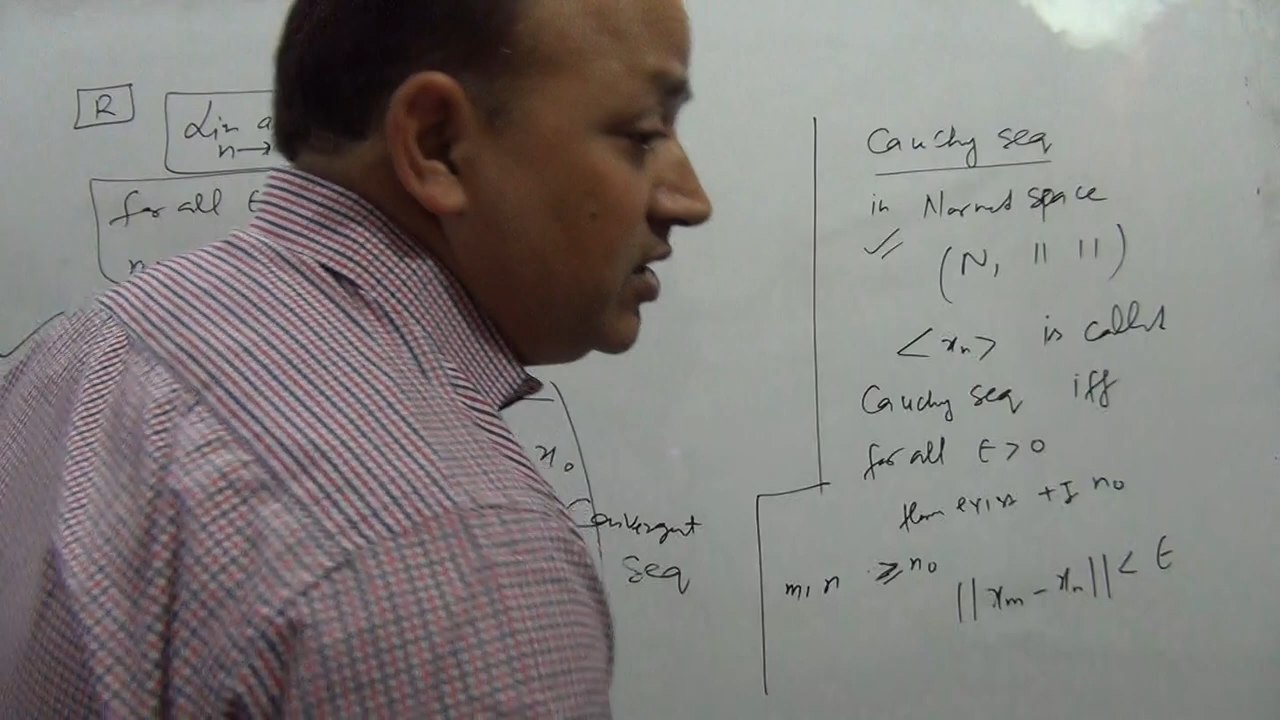 R
Lim a
n→
for all ε
n
x₀
Convergent
Seq
Cauchy seq
in Normed space
(N, || ||)
<xₙ> is called
Cauchy seq iff
for all ε > 0
there exist +I n₀
m, n ≥ n₀ ||xₘ - xₙ|| < ε